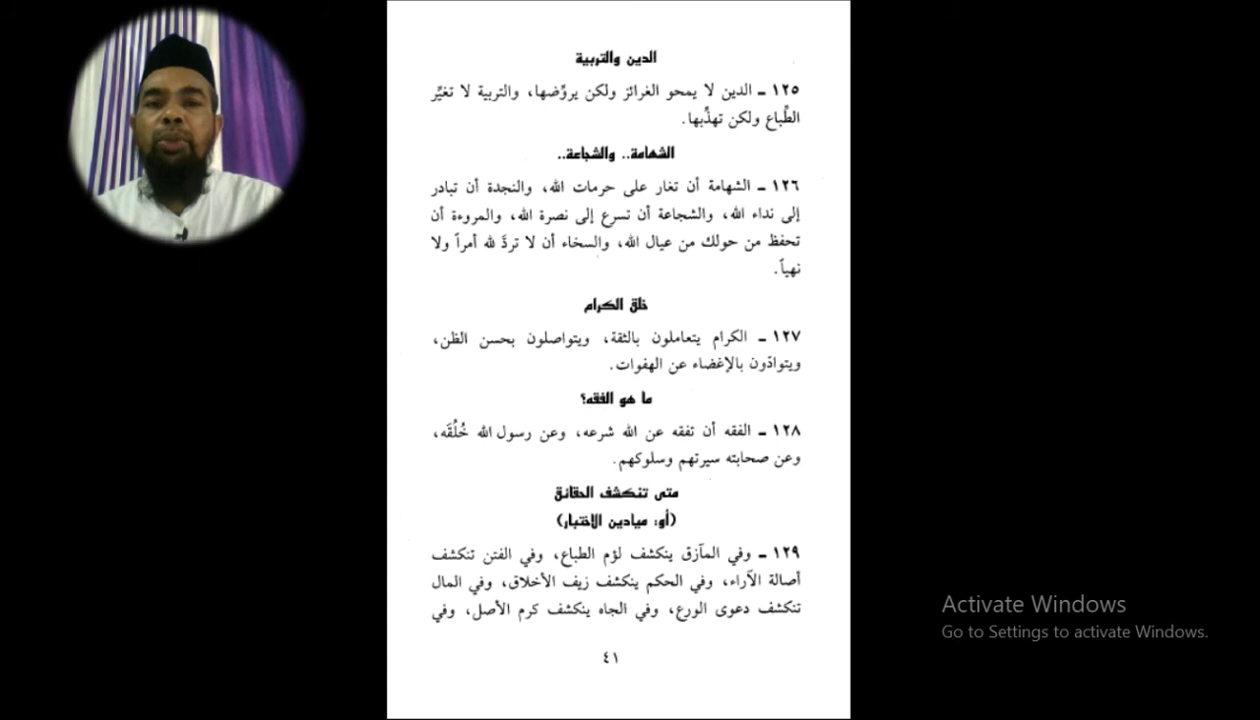 الدين والتربية
١٢٥ ـ الدين لا يمحو الغرائز ولكن يروِّضها، والتربية لا تغيِّر
الطِّباع ولكن تهذِّبها.
الشهامة.. والشجاعة..
١٢٦ ـ الشهامة أن تغار على حرمات الله، والنجدة أن تبادر
إلى نداء الله، والشجاعة أن تسرع إلى نصرة الله، والمروءة أن
تحفظ من حولك من عيال الله، والسخاء أن لا تردَّ لله أمراً ولا
نهياً.
خلق الكرام
١٢٧ ـ الكرام يتعاملون بالثقة، ويتواصلون بحسن الظن،
ويتوادّون بالإغضاء عن الهفوات.
ما هو الفقه؟
١٢٨ ـ الفقه أن تفقه عن الله شرعه، وعن رسول الله خُلُقَه،
وعن صحابته سيرتهم وسلوكهم.
متى تنكشف الحقائق
(أو: ميادين الاختبار)
١٢٩ ـ وفي المآزق ينكشف لؤم الطباع، وفي الفتن تنكشف
أصالة الآراء، وفي الحكم ينكشف زيف الأخلاق، وفي المال
تنكشف دعوى الورع، وفي الجاه ينكشف كرم الأصل، وفي
٤١
Activate Windows
Go to Settings to activate Windows.